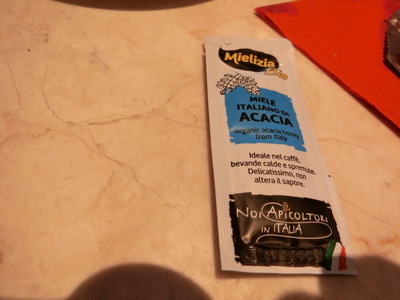 Mielizia
MIELE
ITALIANO DI
ACACIA
organic acacia honey
from Italy
Ideale nel caffè,
bevande calde e spremute.
Delicatissimo, non
altera il sapore.
NOI APICOLTORI
IN ITALIA